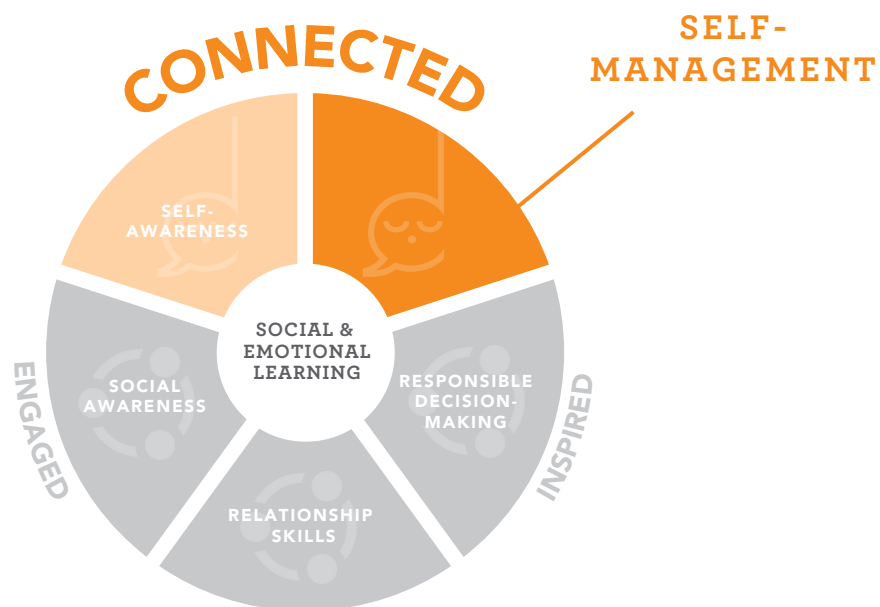 SELF-
MANAGEMENT
CONNECTED
SELF-
AWARENESS
SOCIAL &
EMOTIONAL
LEARNING
ENGAGED
SOCIAL
AWARENESS
RESPONSIBLE
DECISION-
MAKING
INSPIRED
RELATIONSHIP
SKILLS